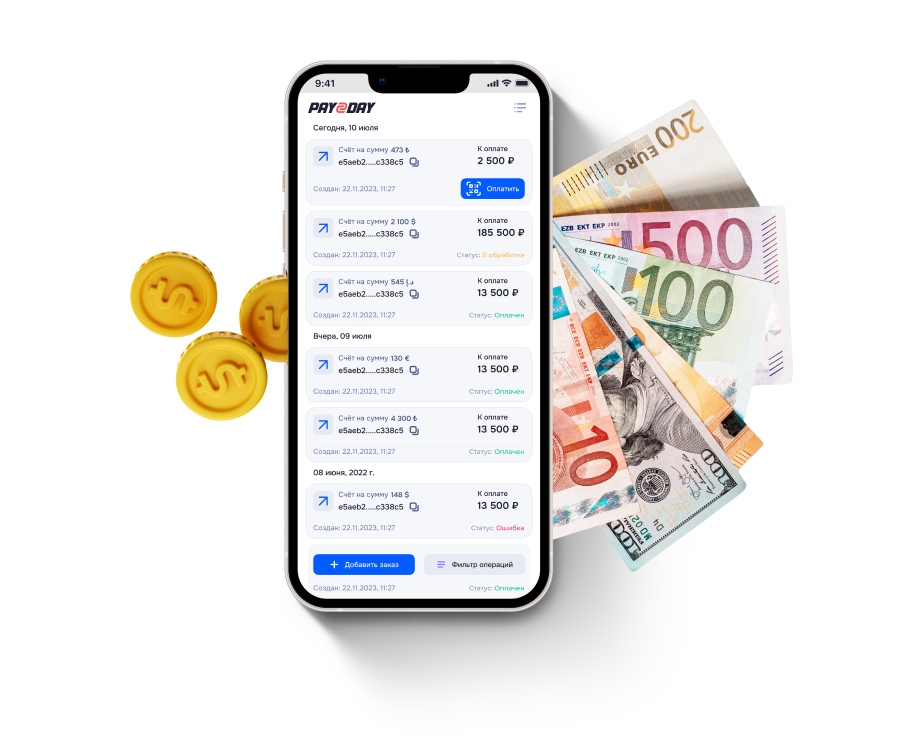 9:41
PAY2DAY
Сегодня, 10 июля
Счёт на сумму 473 ₺
К оплате
e5aeb2.....c338c5
2 500 ₽
Создан: 22.11.2023, 11:27
Оплатить
Счёт на сумму 2 100 $
К оплате
e5aeb2.....c338c5
185 500 ₽
Создан: 22.11.2023, 11:27
Статус: В обработке
Счёт на сумму 545 د.إ
К оплате
e5aeb2.....c338c5
13 500 ₽
Создан: 22.11.2023, 11:27
Статус: Оплачен
Вчера, 09 июля
Счёт на сумму 130 €
К оплате
e5aeb2.....c338c5
13 500 ₽
Создан: 22.11.2023, 11:27
Статус: Оплачен
Счёт на сумму 4 300 ₺
К оплате
e5aeb2.....c338c5
13 500 ₽
Создан: 22.11.2023, 11:27
Статус: Оплачен
08 июня, 2022 г.
Счёт на сумму 148 $
К оплате
e5aeb2.....c338c5
13 500 ₽
Создан: 22.11.2023, 11:27
Статус: Ошибка
Добавить заказ
Фильтр операций
Создан: 22.11.2023, 11:27
Статус: Оплачен
200
EURO
EZB EKT EKP 2002
500
EZB EKT EKP 2002
100
10
100
100